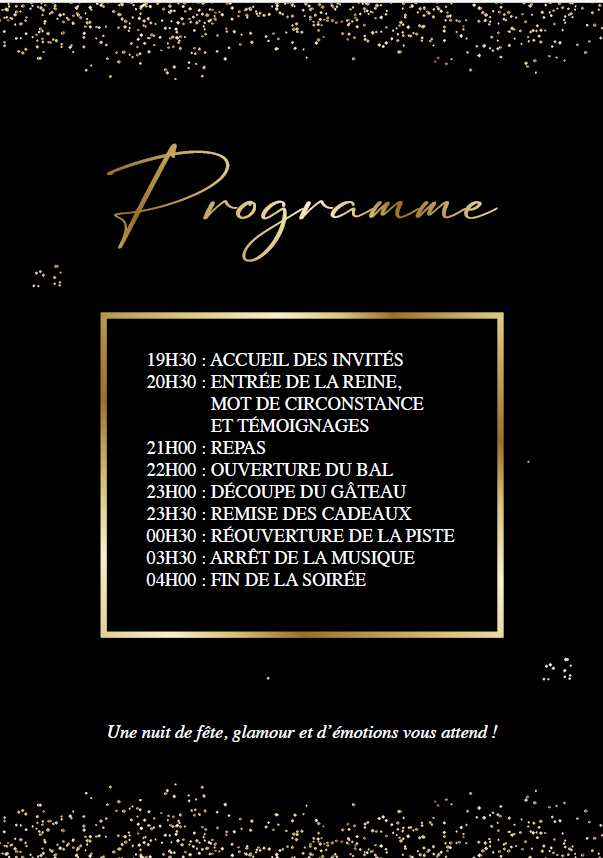 Programme
19H30 : ACCUEIL DES INVITÉS
20H30 : ENTRÉE DE LA REINE,
MOT DE CIRCONSTANCE
ET TÉMOIGNAGES
21H00 : REPAS
22H00 : OUVERTURE DU BAL
23H00 : DÉCOUPE DU GÂTEAU
23H30 : REMISE DES CADEAUX
00H30 : RÉOUVERTURE DE LA PISTE
03H30 : ARRÊT DE LA MUSIQUE
04H00 : FIN DE LA SOIRÉE
Une nuit de fête, glamour et d’émotions vous attend !